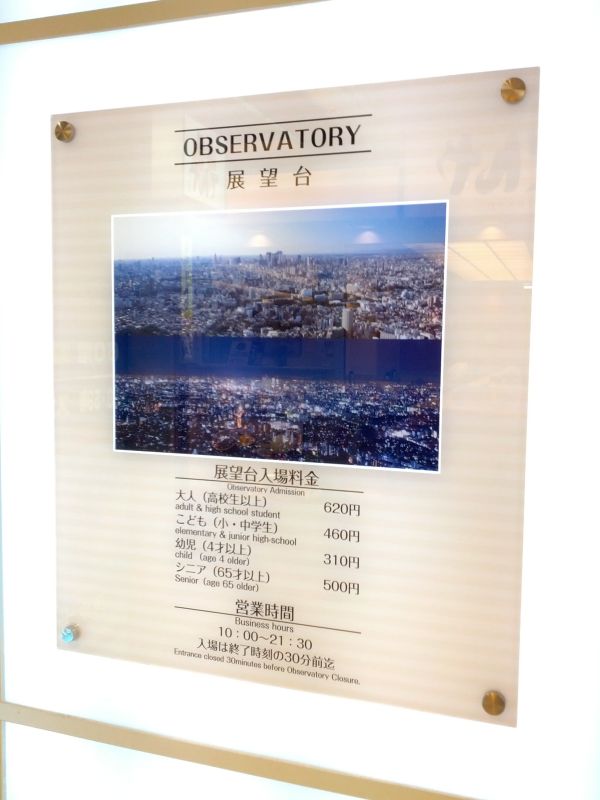 OBSERVATORY
展望台
展望台入場料金
Observatory Admission
大人（高校生以上） 620円
adult & high school student
こども（小・中学生） 460円
elementary & junior high-school
幼児（4才以上） 310円
child （age 4 older）
シニア（65才以上） 500円
Senior（age 65 older）
営業時間
Business hours
10：00〜21：30
入場は終了時刻の30分前迄
Entrance closed 30minutes before Observatory Closure.